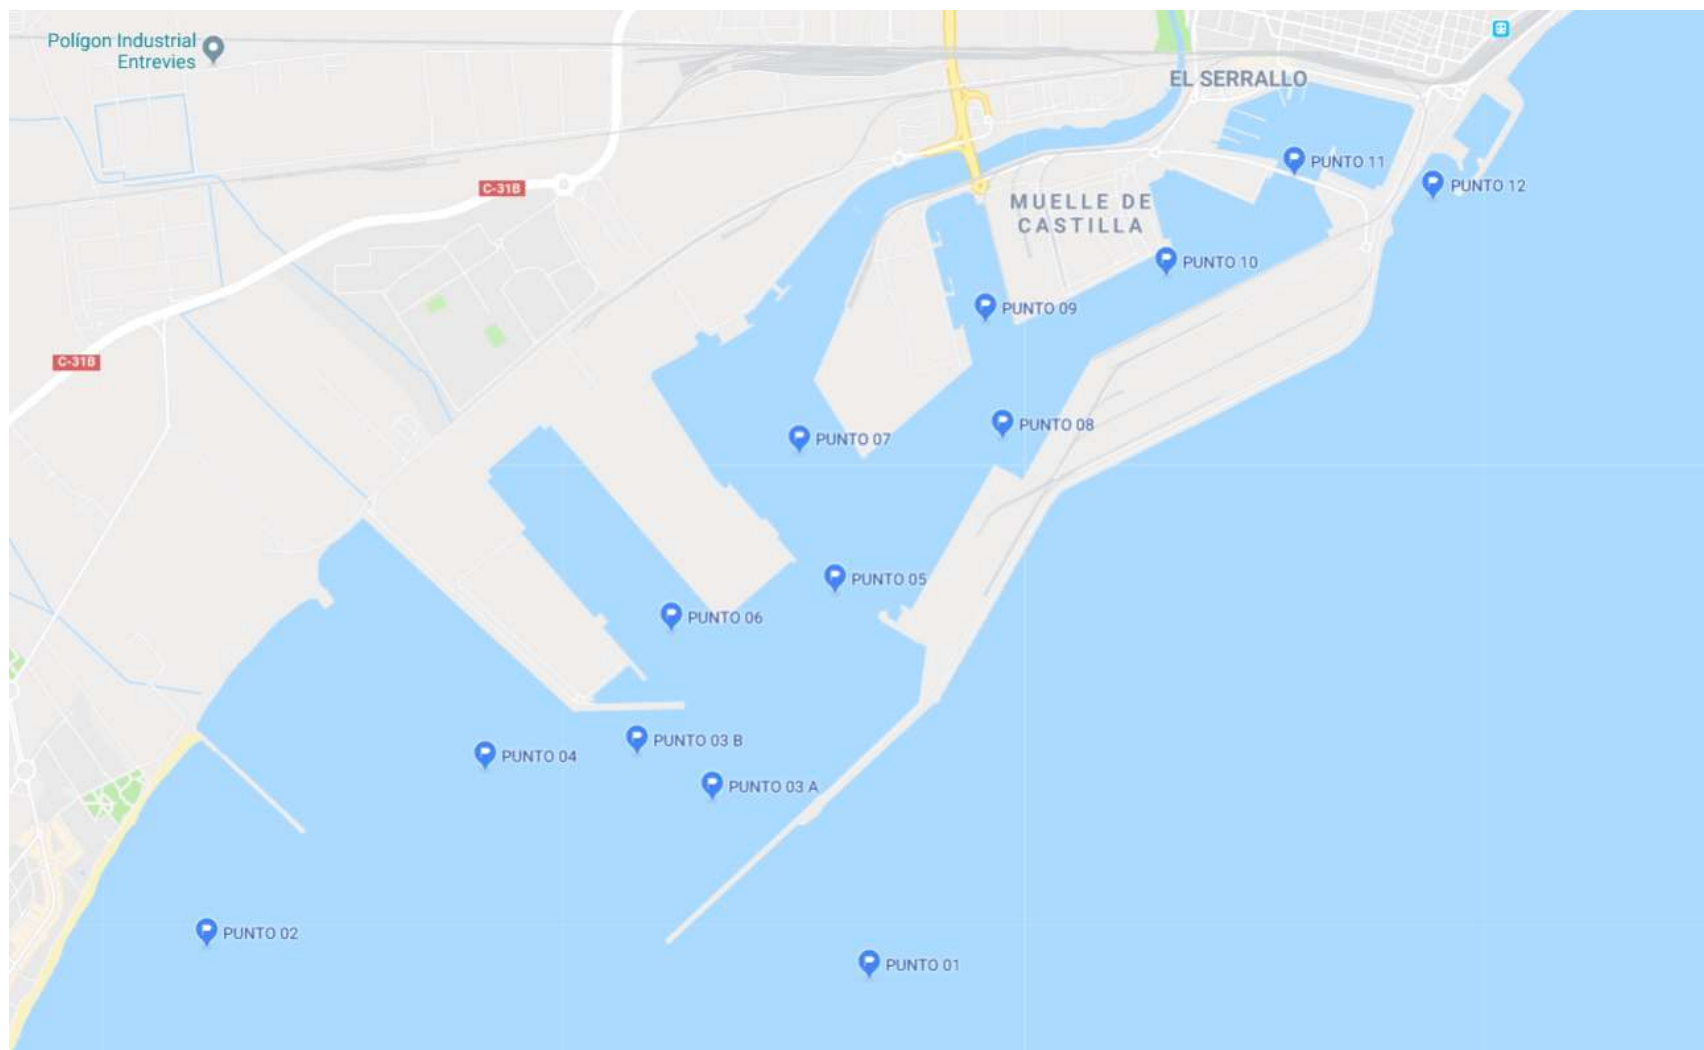 Polígon Industrial
Entrevies
EL SERRALLO
PUNTO 11
PUNTO 12
C-31B
MUELLE DE
CASTILLA
PUNTO 10
PUNTO 09
C-31B
PUNTO 08
PUNTO 07
PUNTO 05
PUNTO 06
PUNTO 03 B
PUNTO 04
PUNTO 03 A
PUNTO 02
PUNTO 01